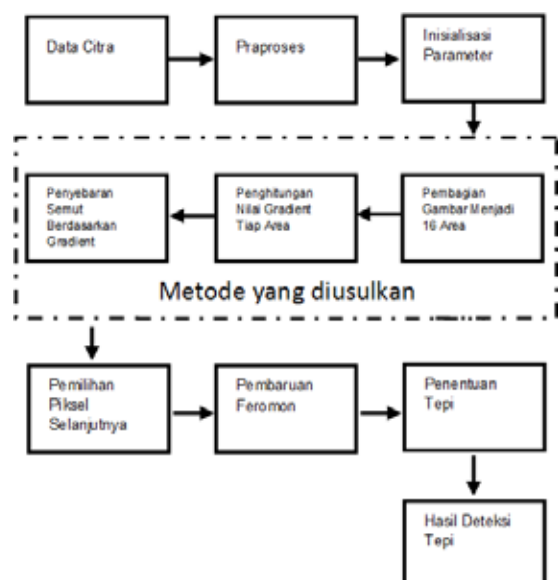 Data Citra
Praproses
Inisialisasi
Parameter
Pembagian
Gambar Menjadi
16 Area
Penghitungan
Nilai Gradient
Tiap Area
Penyebaran
Semut
Berdasarkan
Gradient
Metode yang diusulkan
Pemilihan
Piksel
Selanjutnya
Pembaruan
Feromon
Penentuan
Tepi
Hasil Deteksi
Tepi